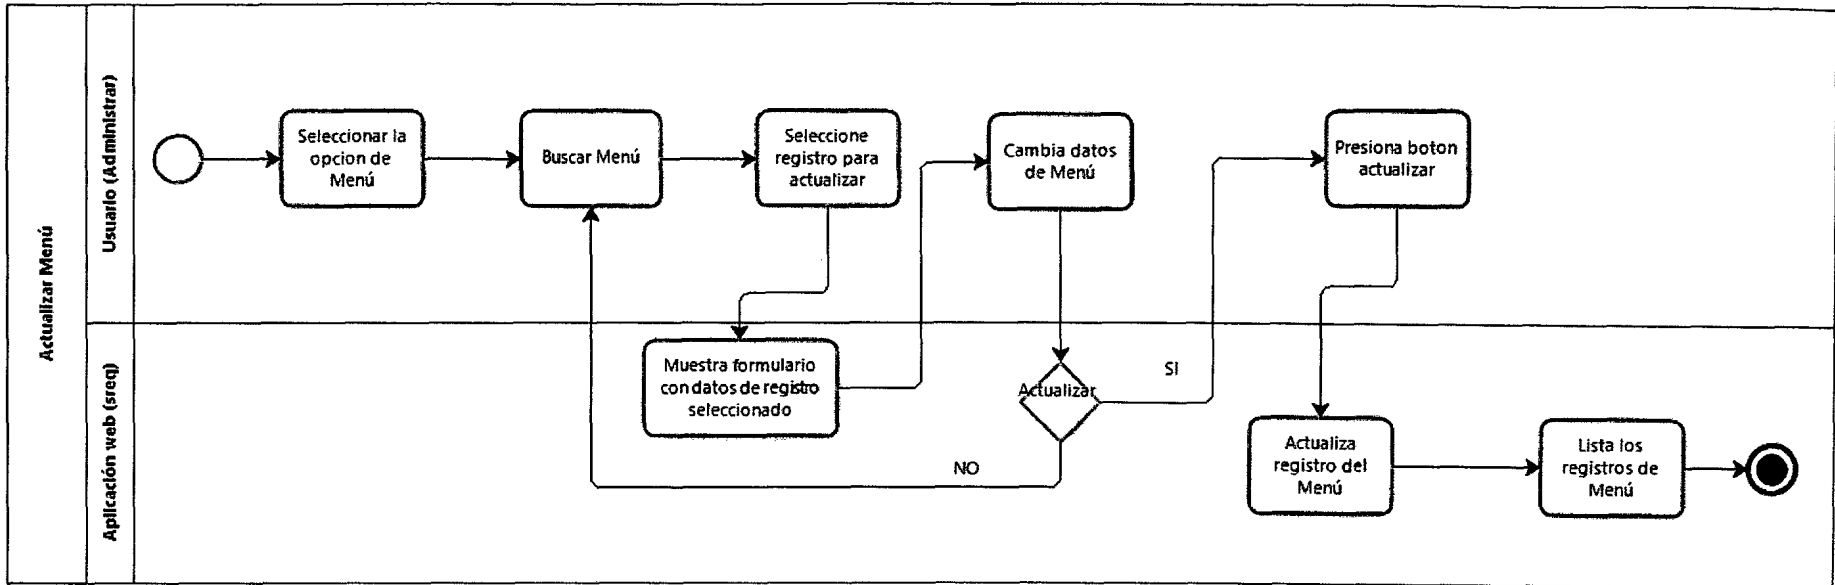 Actualizar Menú
Usuario (Administrar)
Seleccionar la
opcion de
Menú
Buscar Menú
Seleccione
registro para
actualizar
Cambia datos
de Menú
Presiona boton
actualizar
Aplicación web (sreq)
Muestra formulario
con datos de registro
seleccionado
Actualizar
SI
NO
Actualiza
registro del
Menú
Lista los
registros de
Menú